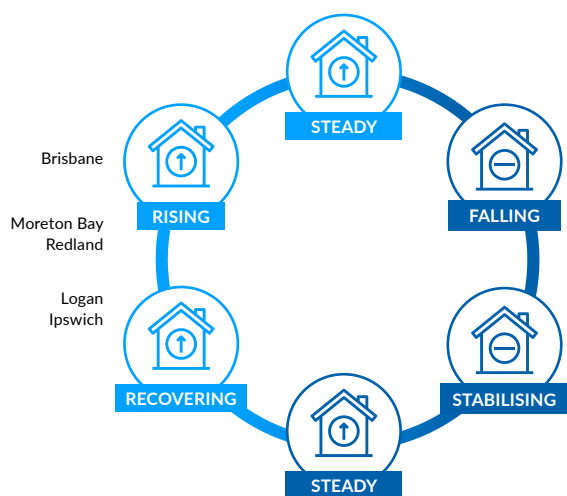 STEADY
Brisbane
RISING
FALLING
Moreton Bay
Redland
Logan
Ipswich
RECOVERING
STABILISING
STEADY